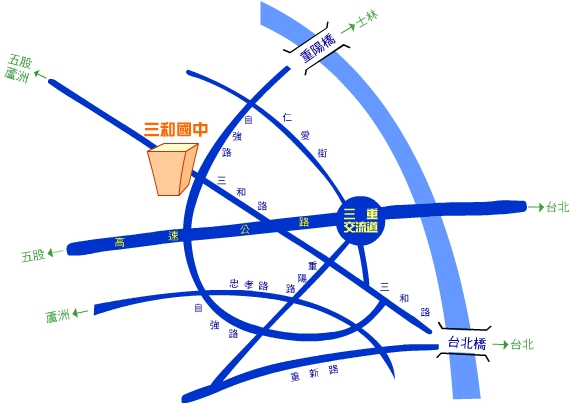 士林
重陽橋
五股
蘆洲
三和國中
自強路
仁愛街
三和路
三重
交流道
台北
高速公路
五股
重陽路
忠孝路
三和路
蘆洲
自強路
台北橋
台北
重新路